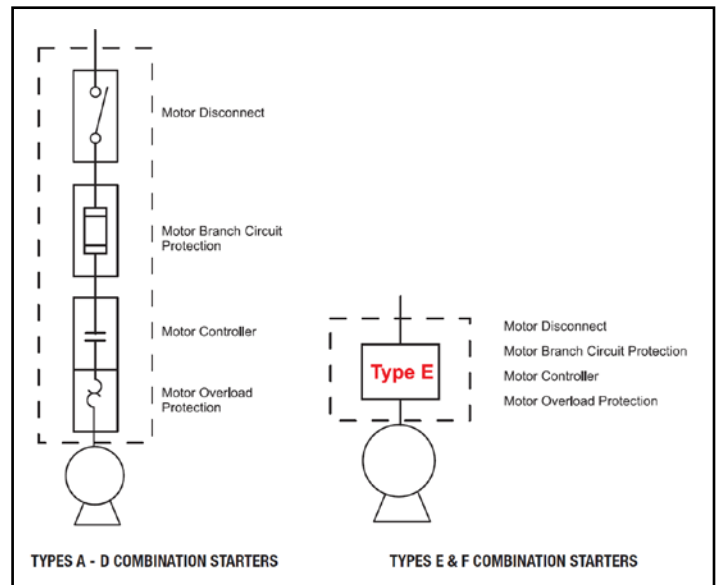 Motor Disconnect
Motor Branch Circuit
Protection
Motor Controller
Motor Overload
Protection
TYPES A - D COMBINATION STARTERS
Type E
Motor Disconnect
Motor Branch Circuit Protection
Motor Controller
Motor Overload Protection
TYPES E & F COMBINATION STARTERS